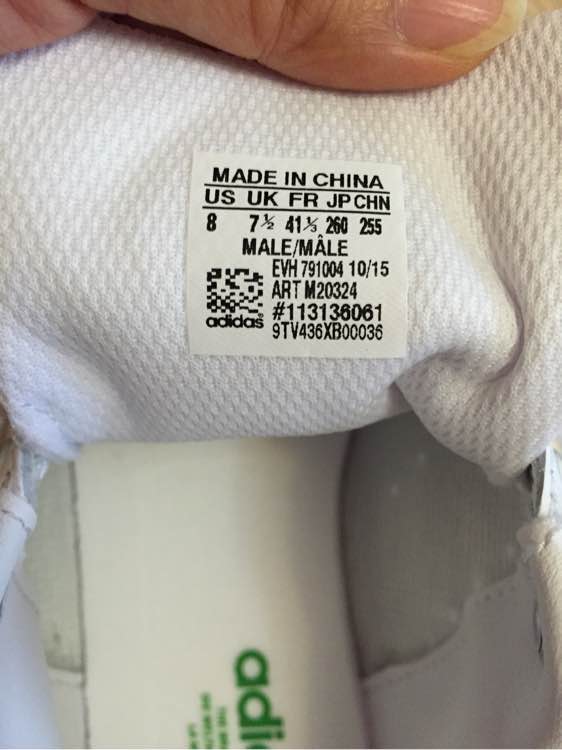 MADE IN CHINA
US UK FR JP CHN
8 7½ 41⅓ 260 255
MALE/MÂLE
EVH 791004 10/15
ART M20324
#113136061
adidas
9TV436XB00036
adi